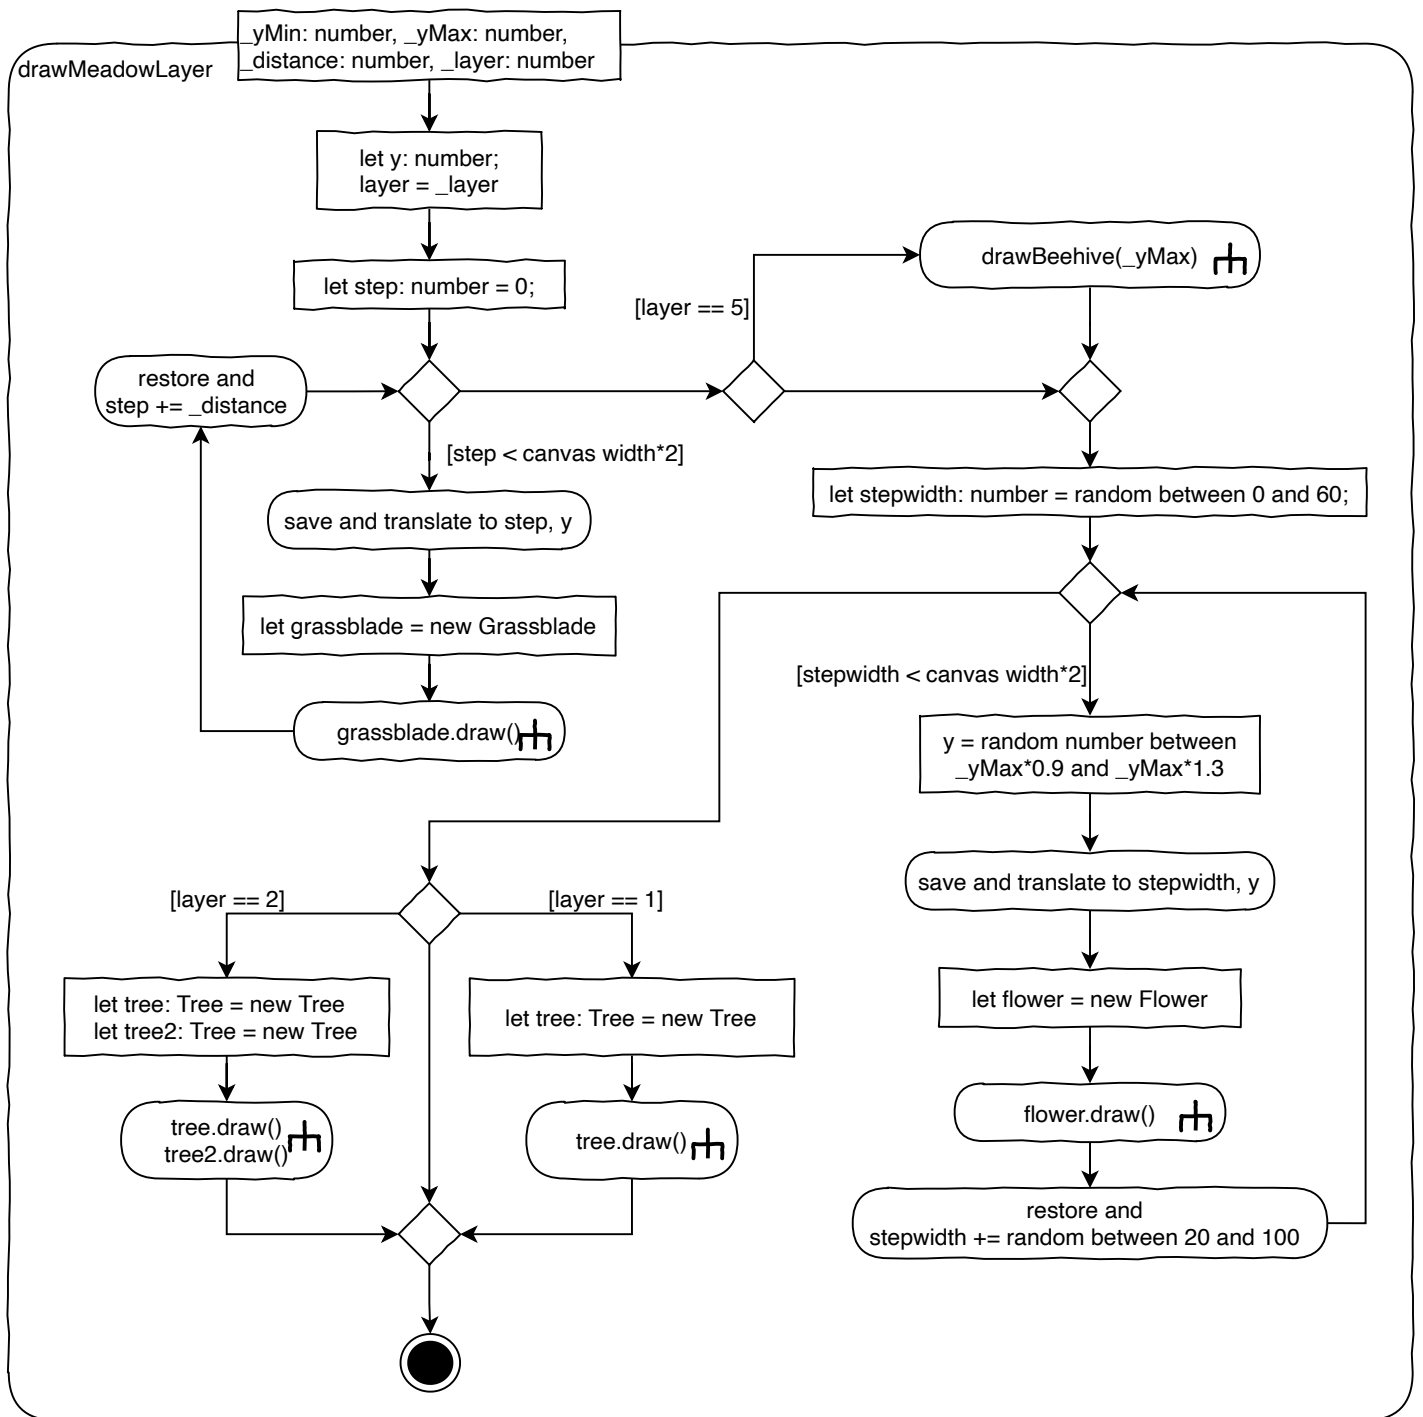 _yMin: number, _yMax: number,
_distance: number, _layer: number
drawMeadowLayer
let y: number;
layer = _layer
let step: number = 0;
drawBeehive(_yMax)
[layer == 5]
restore and
step += _distance
[step < canvas width*2]
save and translate to step, y
let stepwidth: number = random between 0 and 60;
let grassblade = new Grassblade
grassblade.draw()
[stepwidth < canvas width*2]
y = random number between
_yMax*0.9 and _yMax*1.3
save and translate to stepwidth, y
[layer == 2]
[layer == 1]
let tree: Tree = new Tree
let tree2: Tree = new Tree
let tree: Tree = new Tree
let flower = new Flower
tree.draw()
tree2.draw()
tree.draw()
flower.draw()
restore and
stepwidth += random between 20 and 100